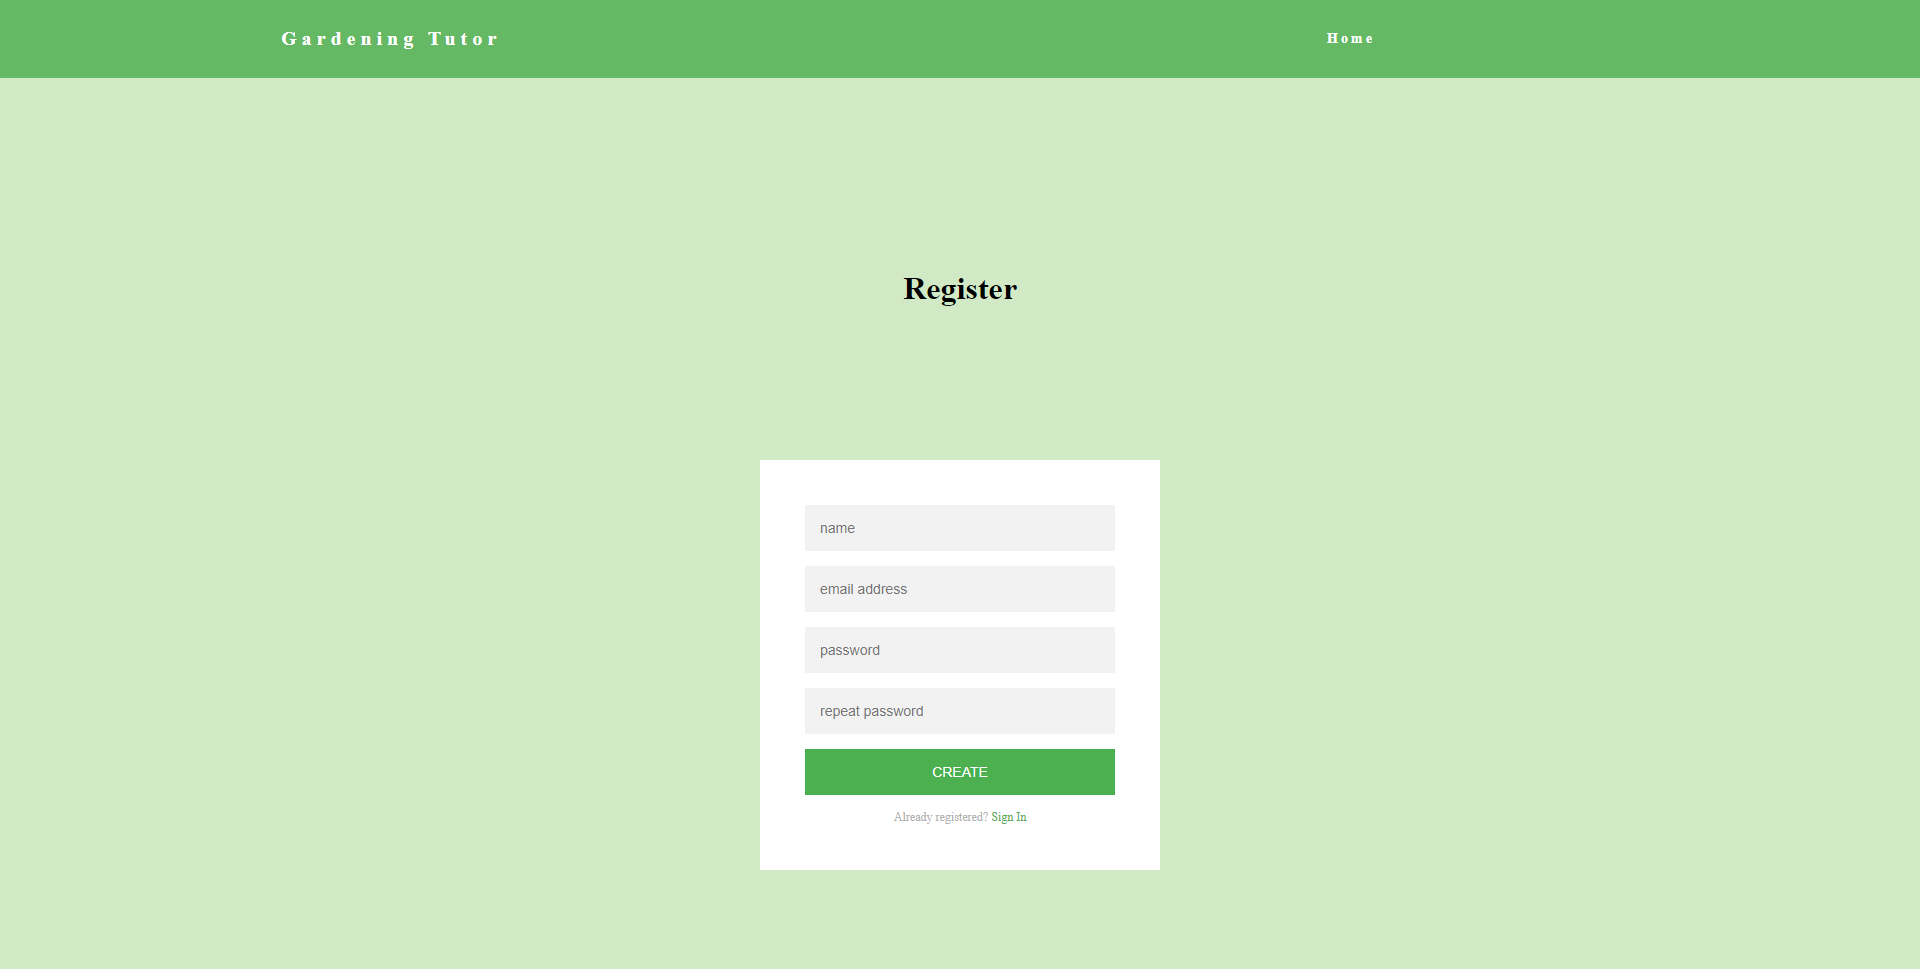 Gardening Tutor
Home
Register
name
email address
password
repeat password
CREATE
Already registered? Sign In